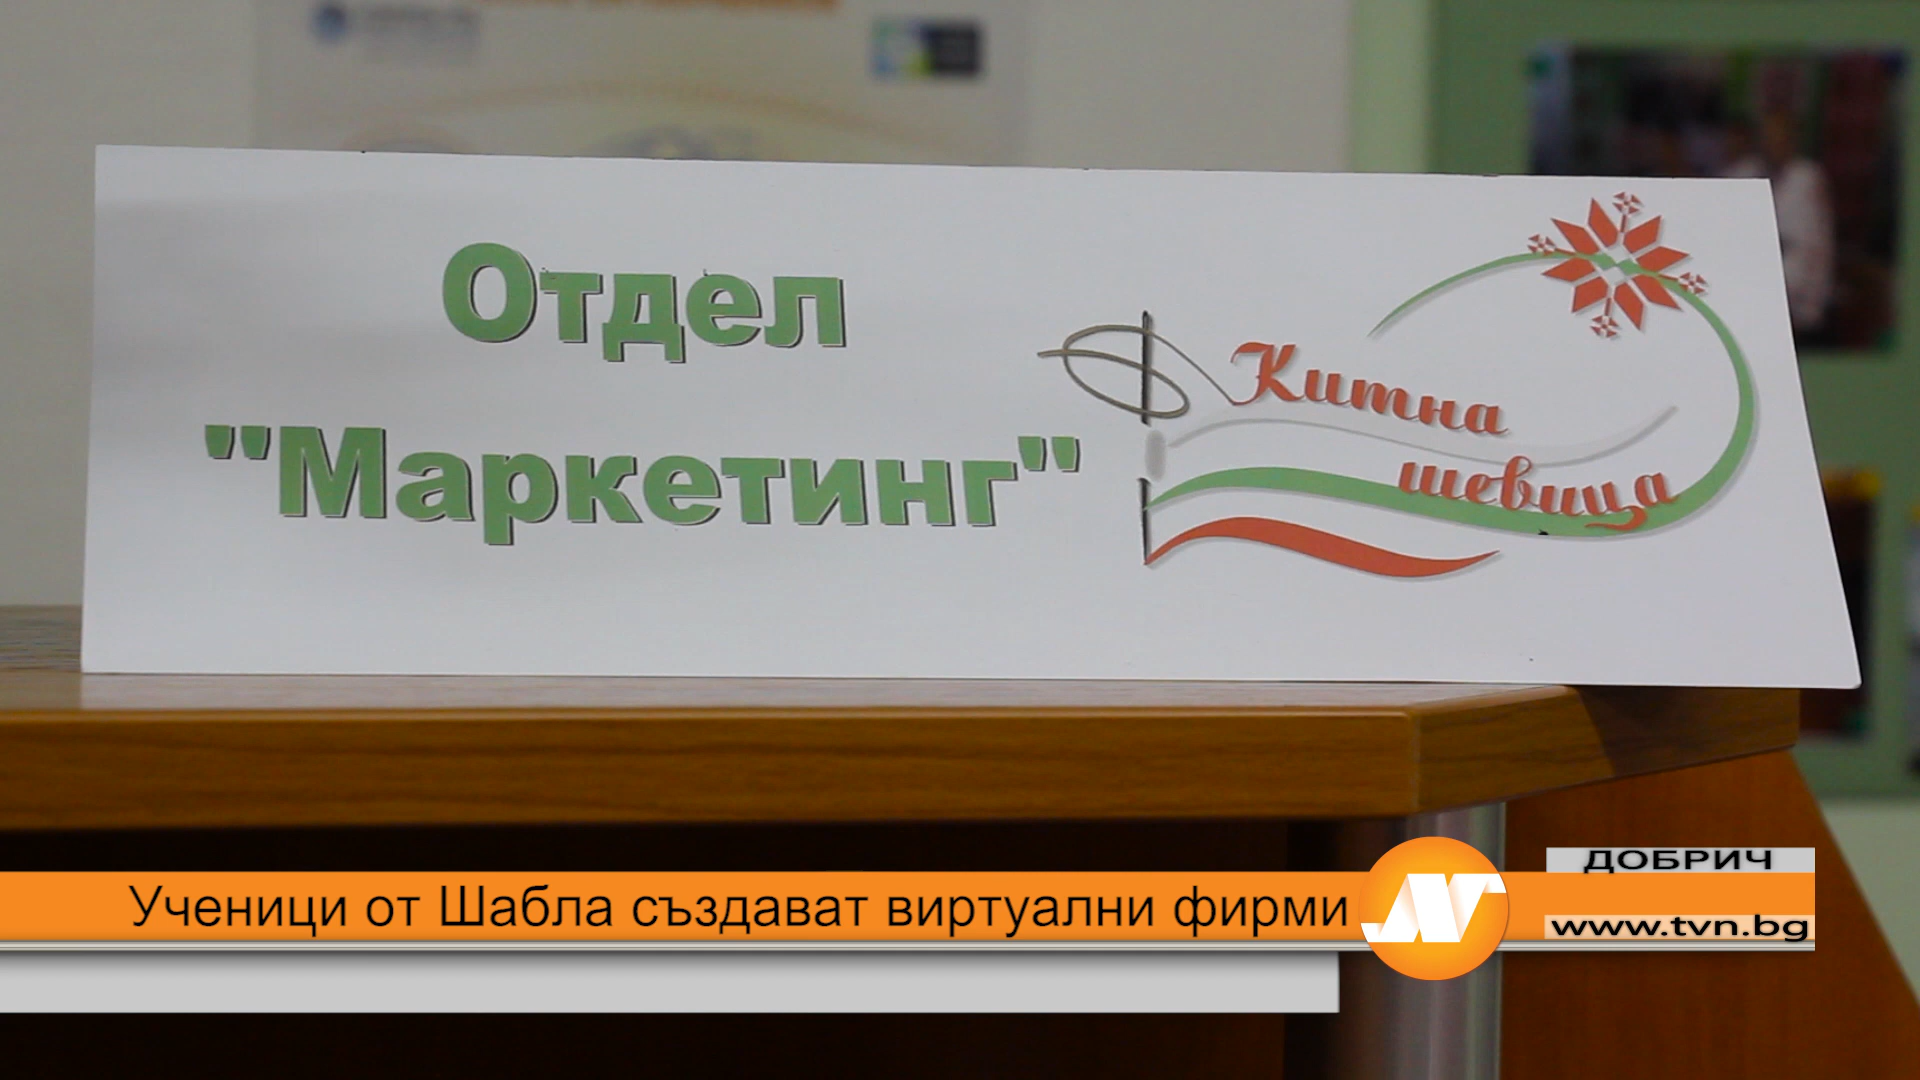 Отдел
"Маркетинг"
Китна
шевица
ДОБРИЧ
Ученици от Шабла създават виртуални фирми
www.tvn.bg